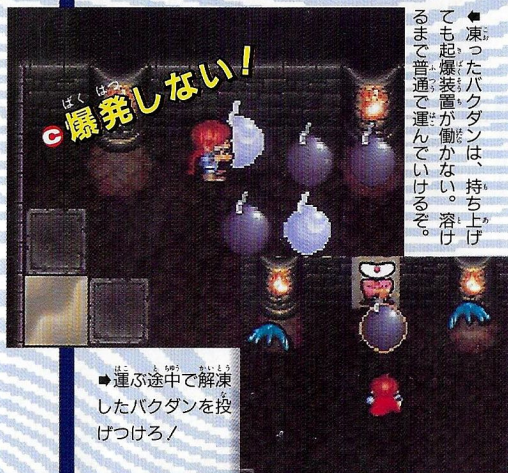 C爆発しない！
⬅凍ったバクダンは、持ち上げ
ても起爆装置が働かない。溶け
るまで普通で運んでいけるぞ。
➡運ぶ途中で解凍
したバクダンを投
げつけろ！